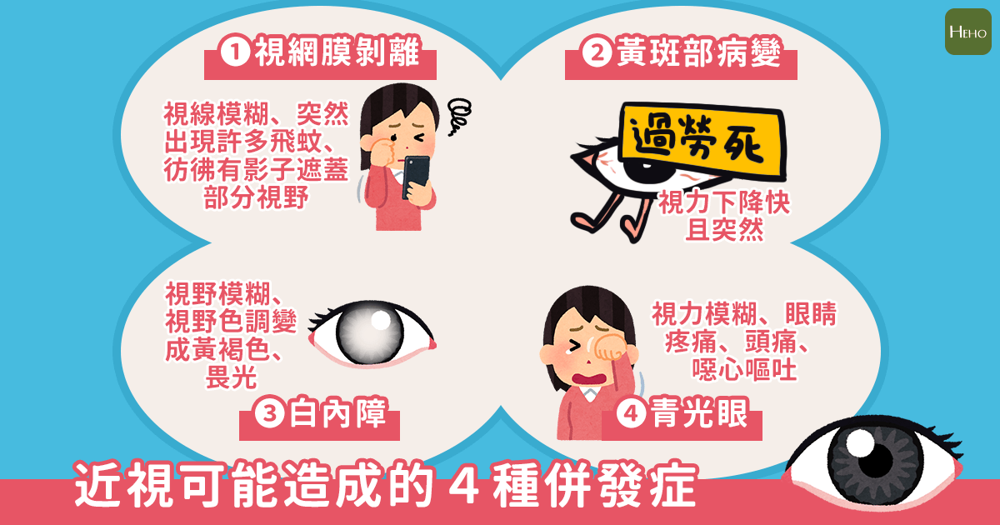 HEHO
❶視網膜剝離
視線模糊、突然
出現許多飛蚊、
彷彿有影子遮蓋
部分視野
❷黃斑部病變
過勞死
視力下降快
且突然
視野模糊、
視野色調變
成黃褐色、
畏光
❸白內障
視力模糊、眼睛
疼痛、頭痛、
噁心嘔吐
❹青光眼
近視可能造成的4種併發症